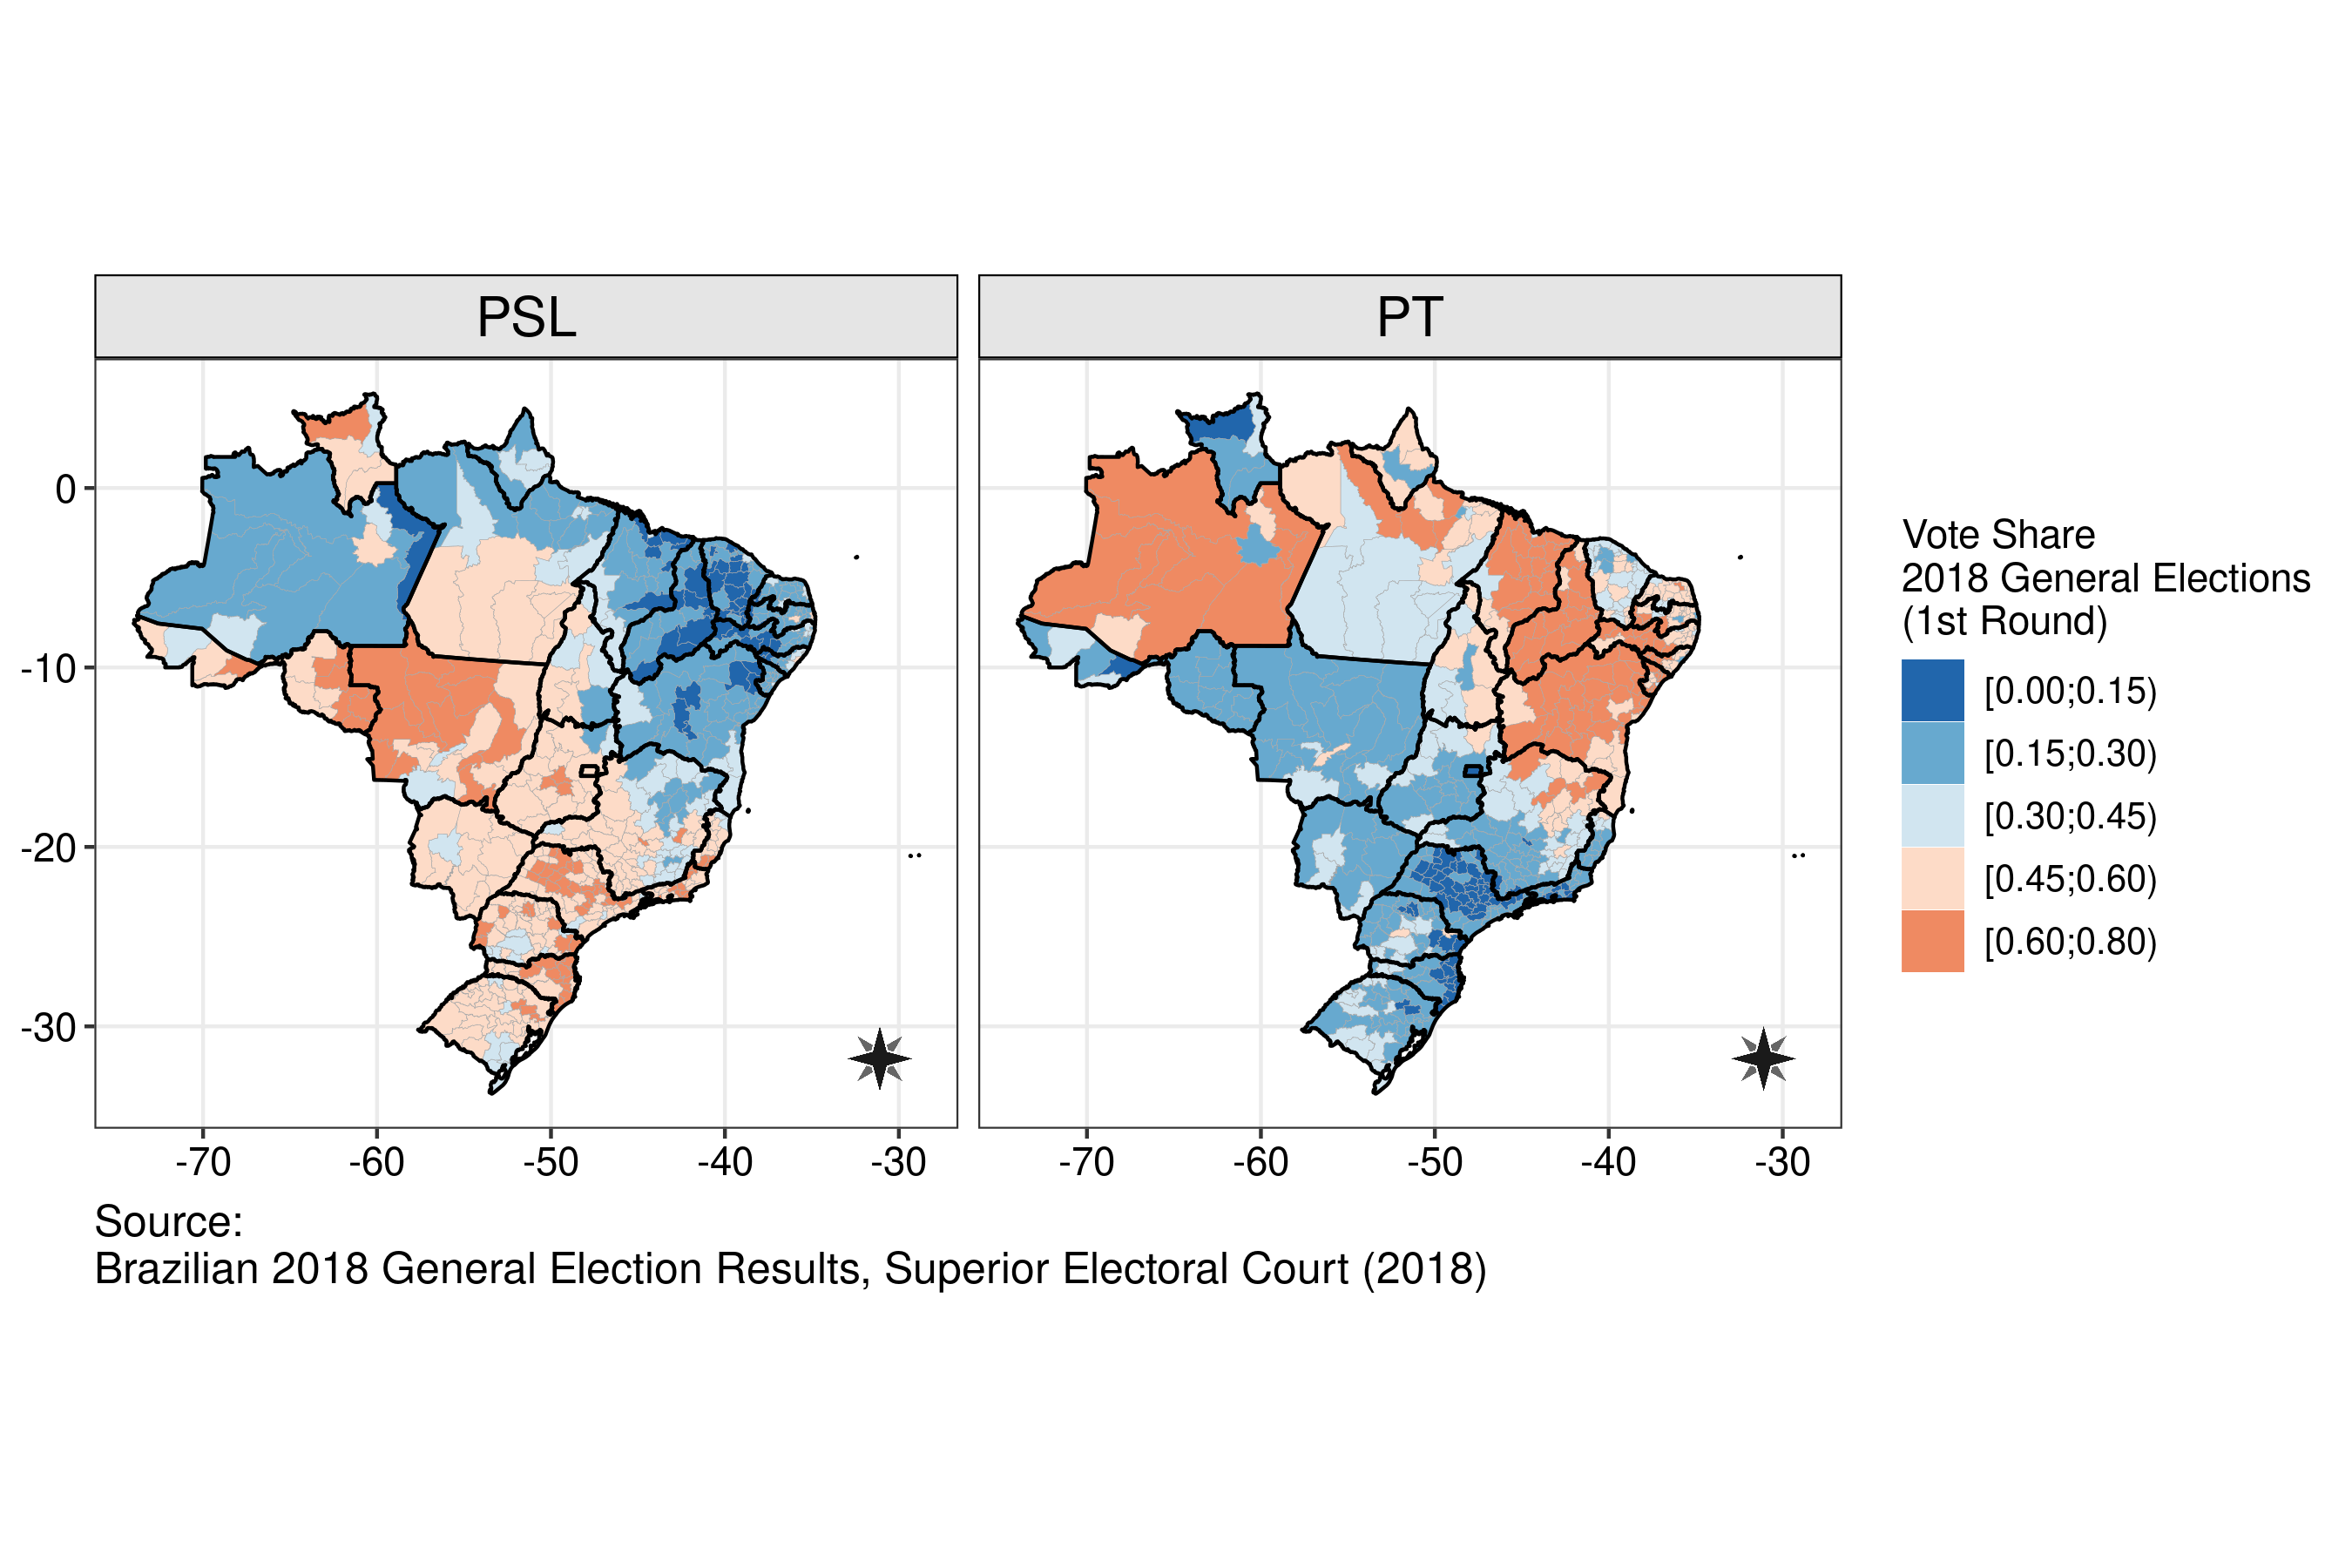 PSL
PT
0
-10
-20
-30
-70 -60 -50 -40 -30
-70 -60 -50 -40 -30
Vote Share
2018 General Elections
(1st Round)
[0.00;0.15)
[0.15;0.30)
[0.30;0.45)
[0.45;0.60)
[0.60;0.80)
Source:
Brazilian 2018 General Election Results, Superior Electoral Court (2018)